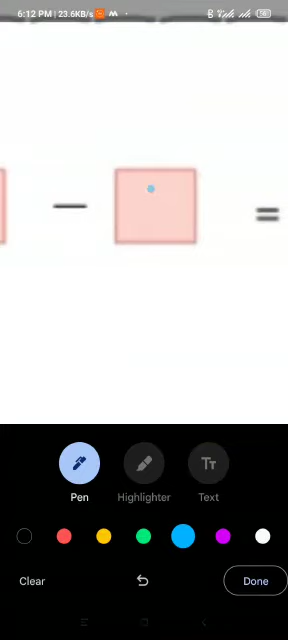 6:12 PM | 23.6KB/s
− =
Pen Highlighter Text
Clear Done